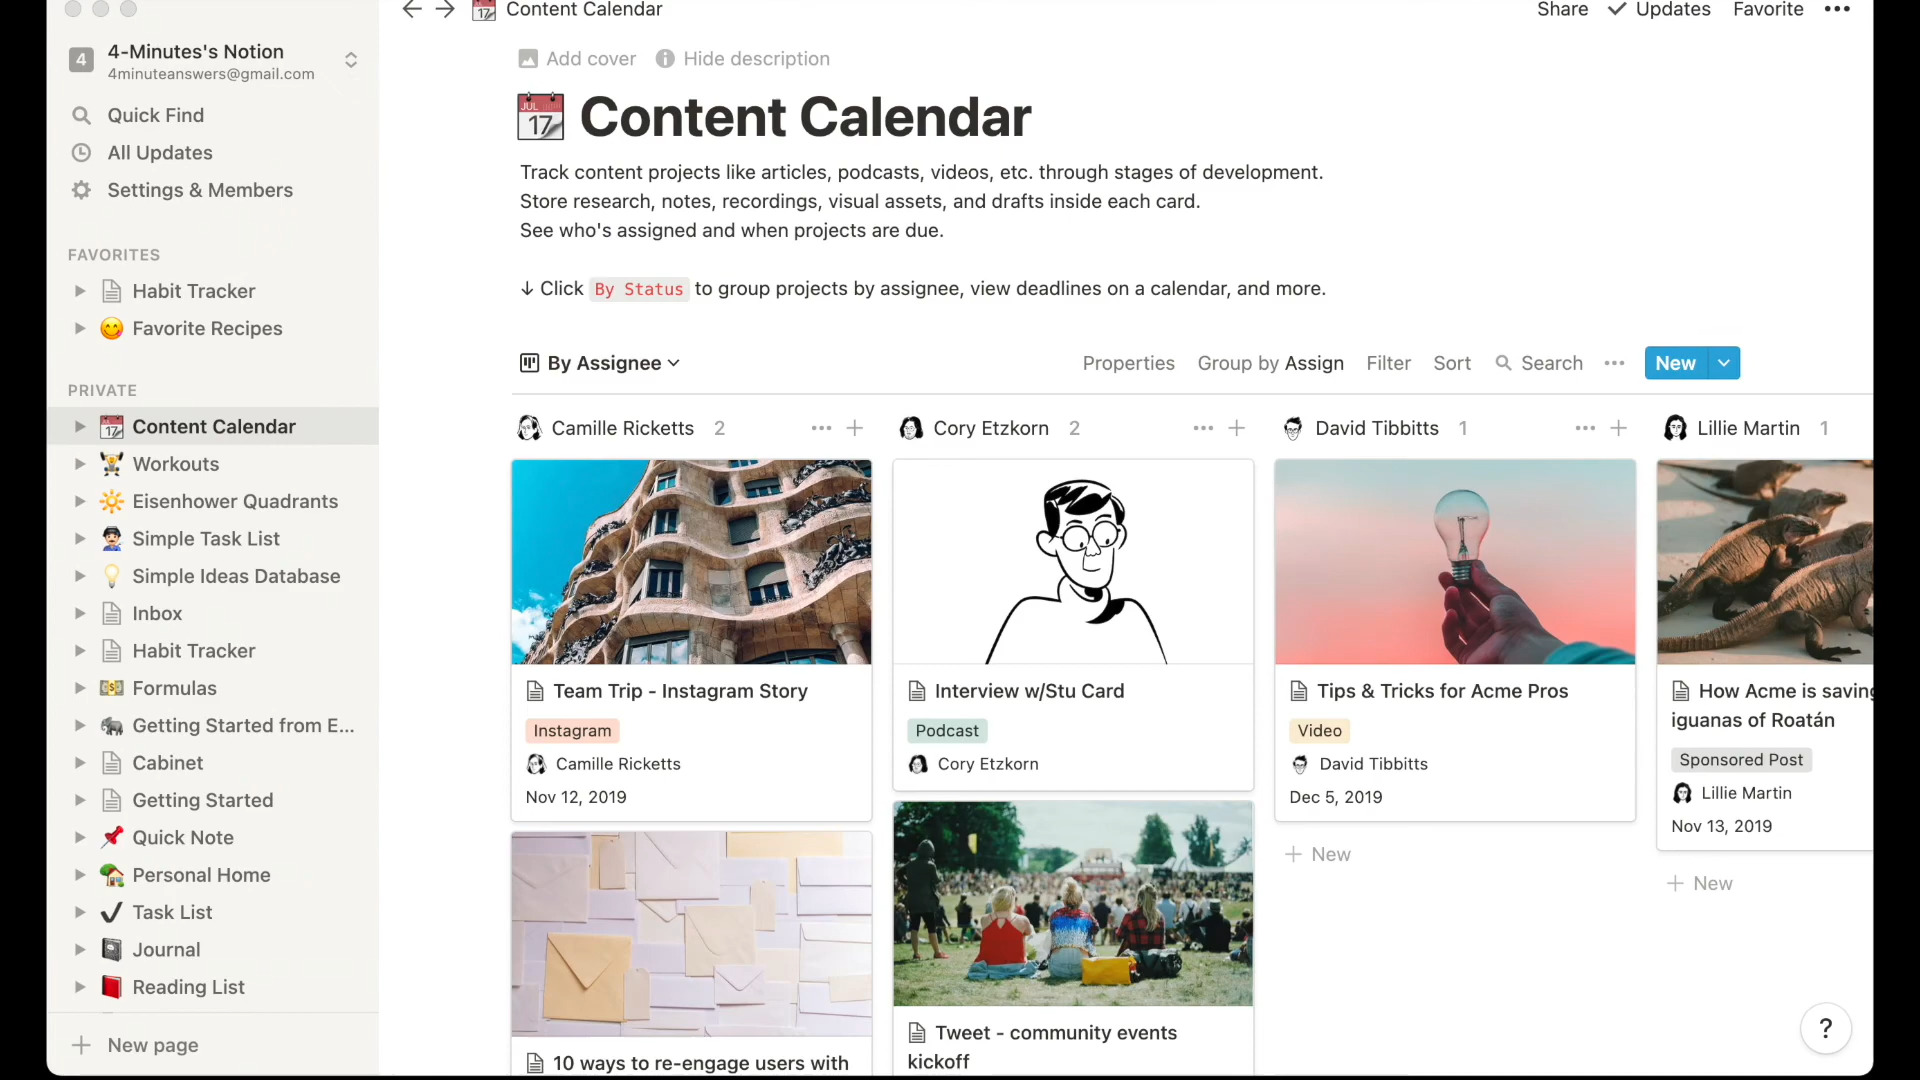 Content Calendar
Share
Updates
Favorite
4
4-Minutes's Notion
4minuteanswers@gmail.com
Quick Find
All Updates
Settings & Members
FAVORITES
Habit Tracker
Favorite Recipes
PRIVATE
Content Calendar
Workouts
Eisenhower Quadrants
Simple Task List
Simple Ideas Database
Inbox
Habit Tracker
Formulas
Getting Started from E...
Cabinet
Getting Started
Quick Note
Personal Home
Task List
Journal
Reading List
New page
Add cover
Hide description
JUL
17
Content Calendar
Track content projects like articles, podcasts, videos, etc. through stages of development.
Store research, notes, recordings, visual assets, and drafts inside each card.
See who's assigned and when projects are due.
↓ Click By Status to group projects by assignee, view deadlines on a calendar, and more.
By Assignee
Properties
Group by Assign
Filter
Sort
Search
New
Camille Ricketts 2
Team Trip - Instagram Story
Instagram
Camille Ricketts
Nov 12, 2019
10 ways to re-engage users with
Cory Etzkorn 2
Interview w/Stu Card
Podcast
Cory Etzkorn
Tweet - community events
kickoff
David Tibbitts 1
Tips & Tricks for Acme Pros
Video
David Tibbitts
Dec 5, 2019
+ New
Lillie Martin 1
How Acme is saving
iguanas of Roatán
Sponsored Post
Lillie Martin
Nov 13, 2019
+ New
?